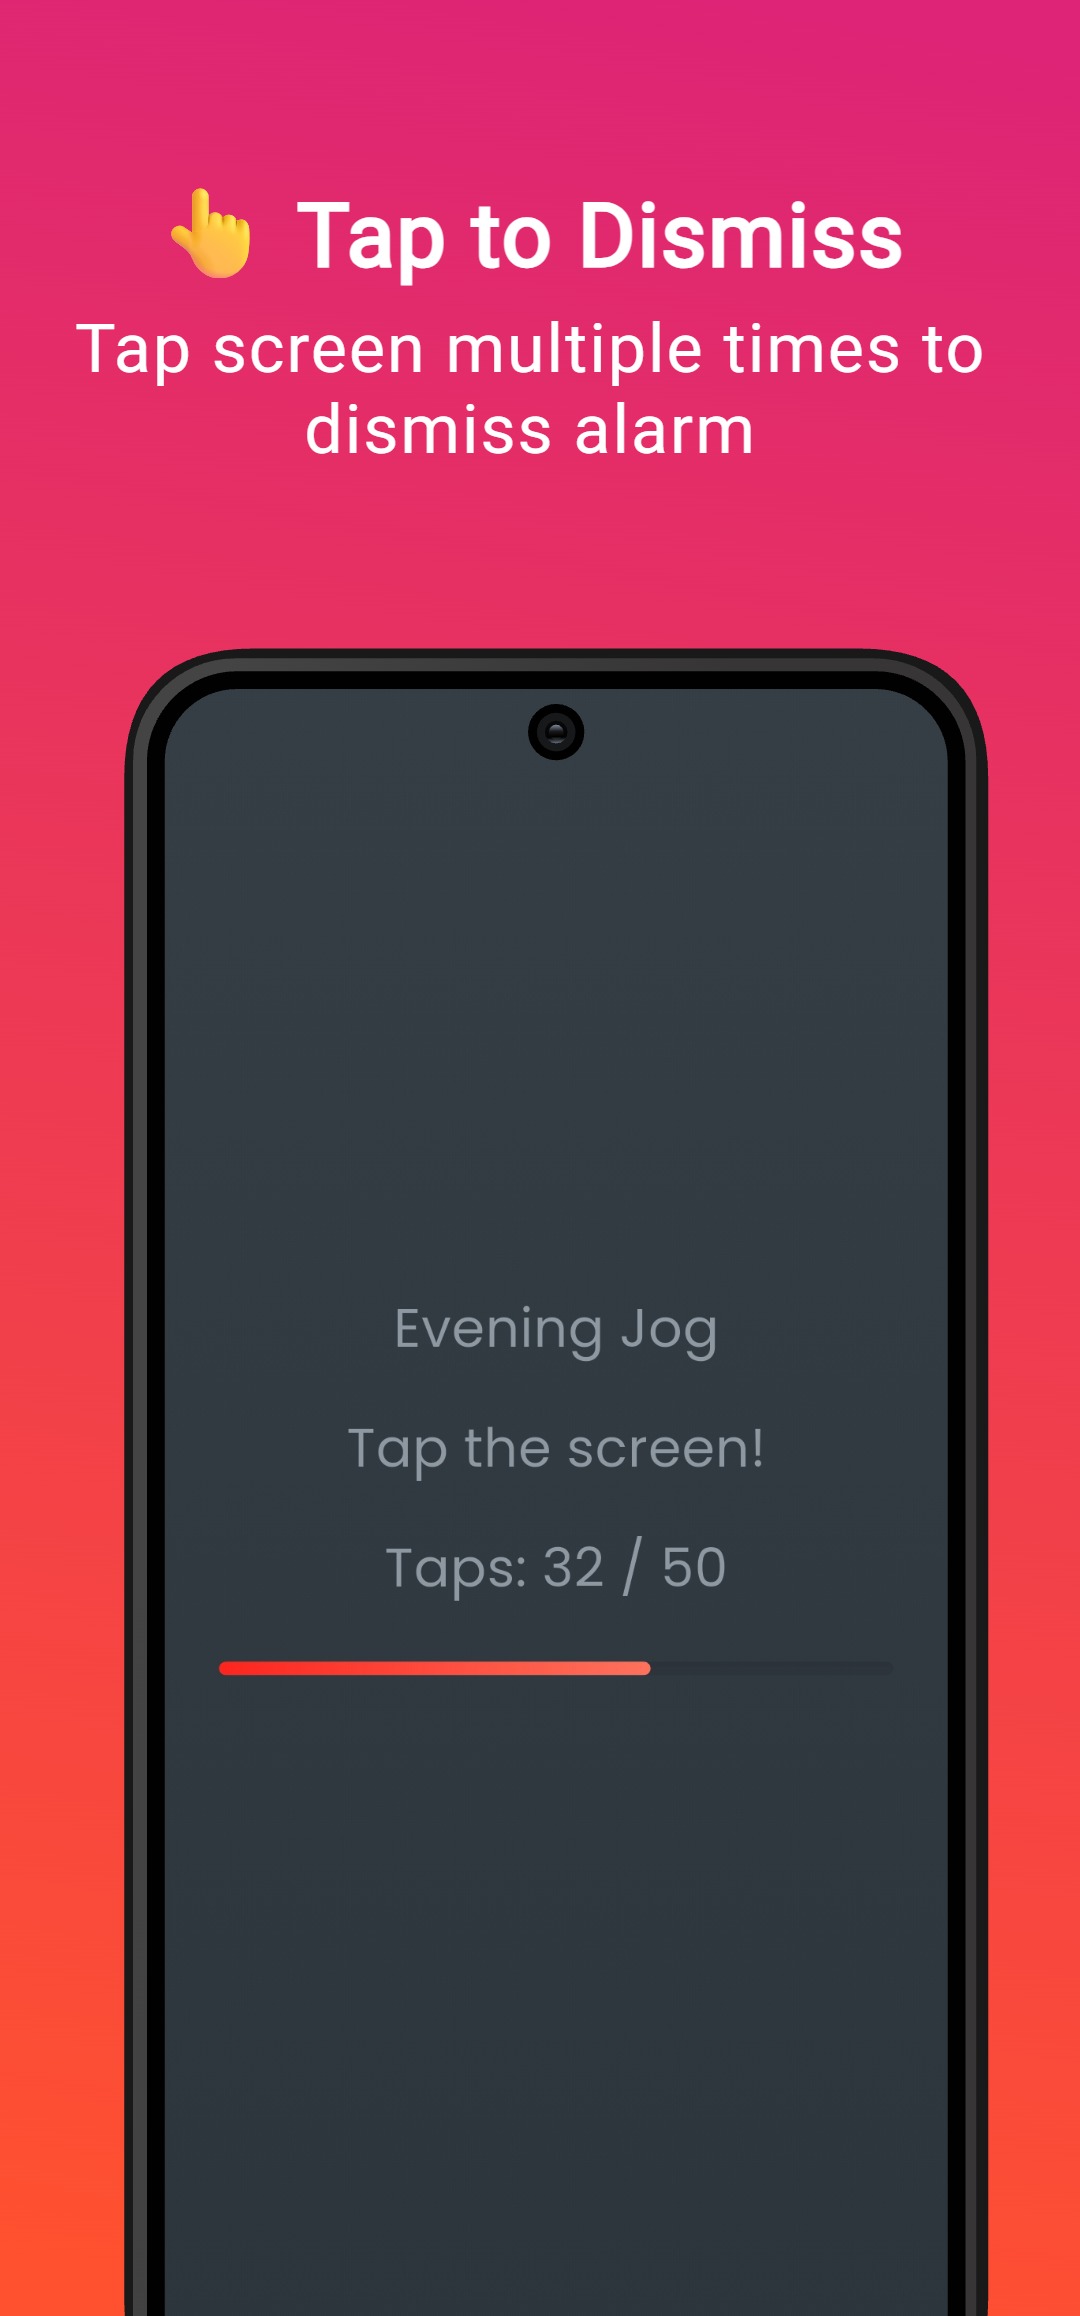 👆 Tap to Dismiss
Tap screen multiple times to
dismiss alarm
Evening Jog
Tap the screen!
Taps: 32 / 50